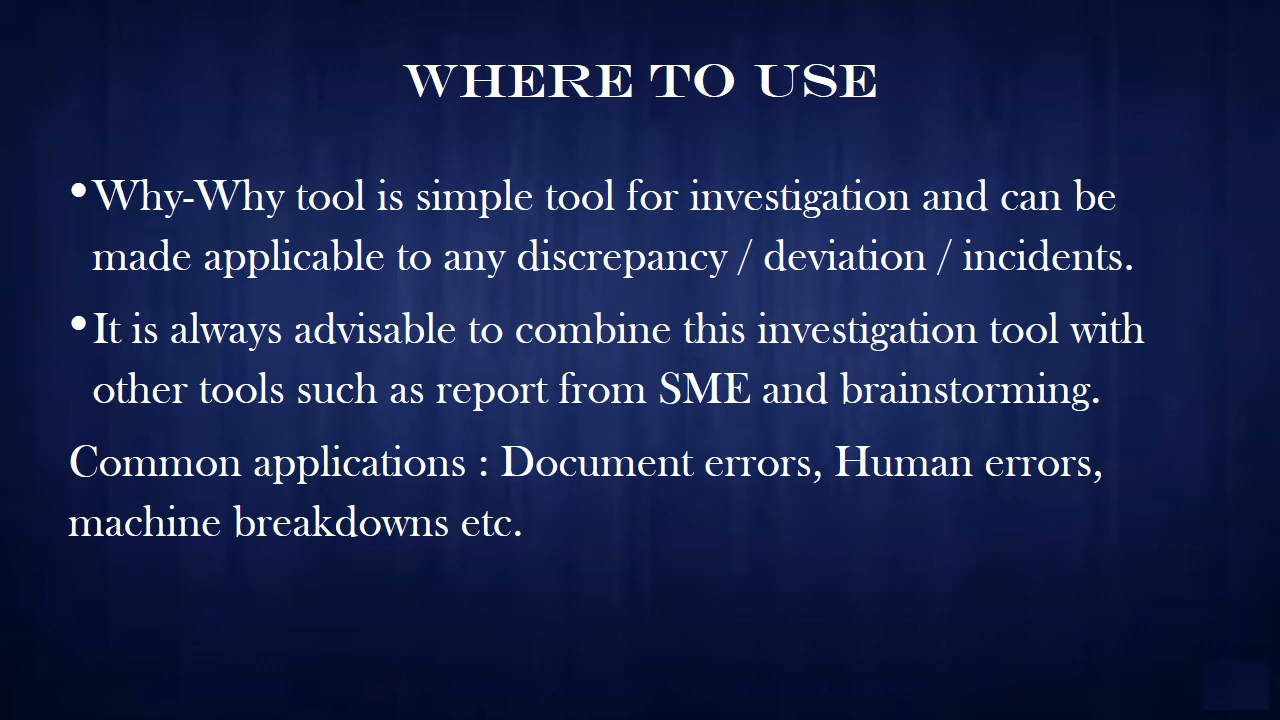 WHERE TO USE
•Why-Why tool is simple tool for investigation and can be
made applicable to any discrepancy / deviation / incidents.
•It is always advisable to combine this investigation tool with
other tools such as report from SME and brainstorming.
Common applications : Document errors, Human errors,
machine breakdowns etc.